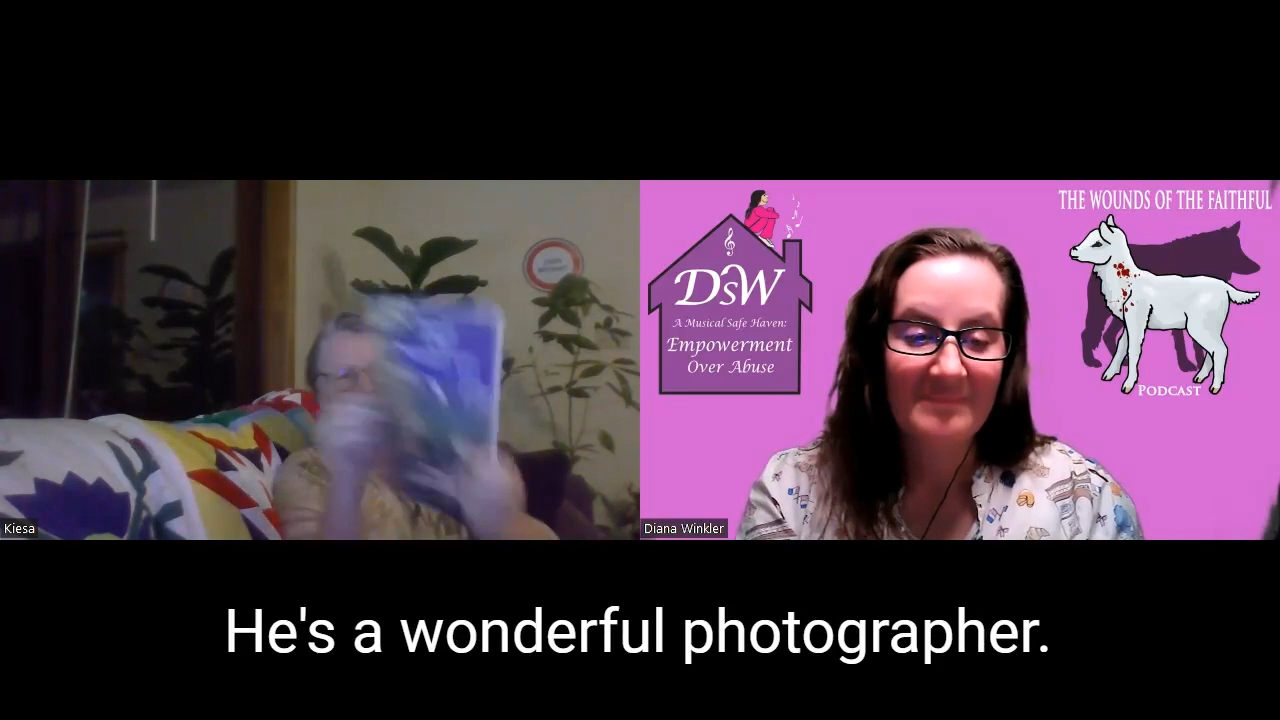 THE WOUNDS OF THE FAITHFUL
DSW
A Musical Safe Haven:
Empowerment
Over Abuse
PODCAST
Kiesa
Diana Winkler
He's a wonderful photographer.